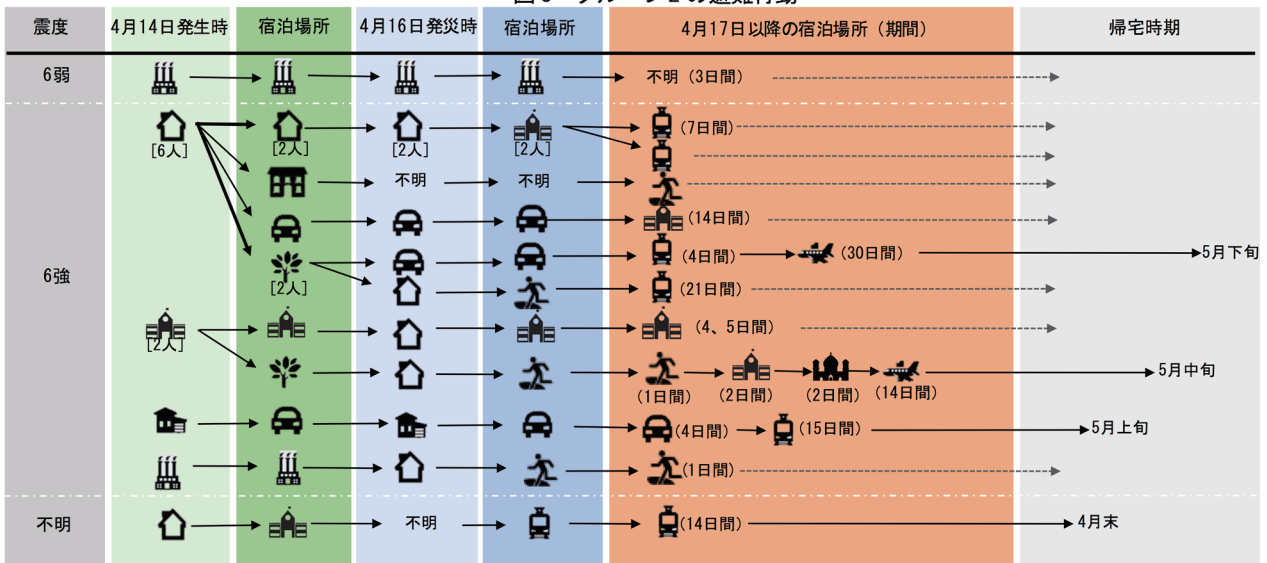 震度 4月14日発生時 宿泊場所 4月16日発災時 宿泊場所 4月17日以降の宿泊場所（期間） 帰宅時期
6弱 不明（3日間）
(7日間)
[6人] [2人] [2人] [2人]
不明 不明
(14日間)
(4日間) (30日間) 5月下旬
6強
[2人]
(21日間)
(4、5日間)
[2人]
5月中旬
(1日間) (2日間) (2日間) (14日間)
(4日間) (15日間) 5月上旬
(1日間)
不明 不明 (14日間) 4月末